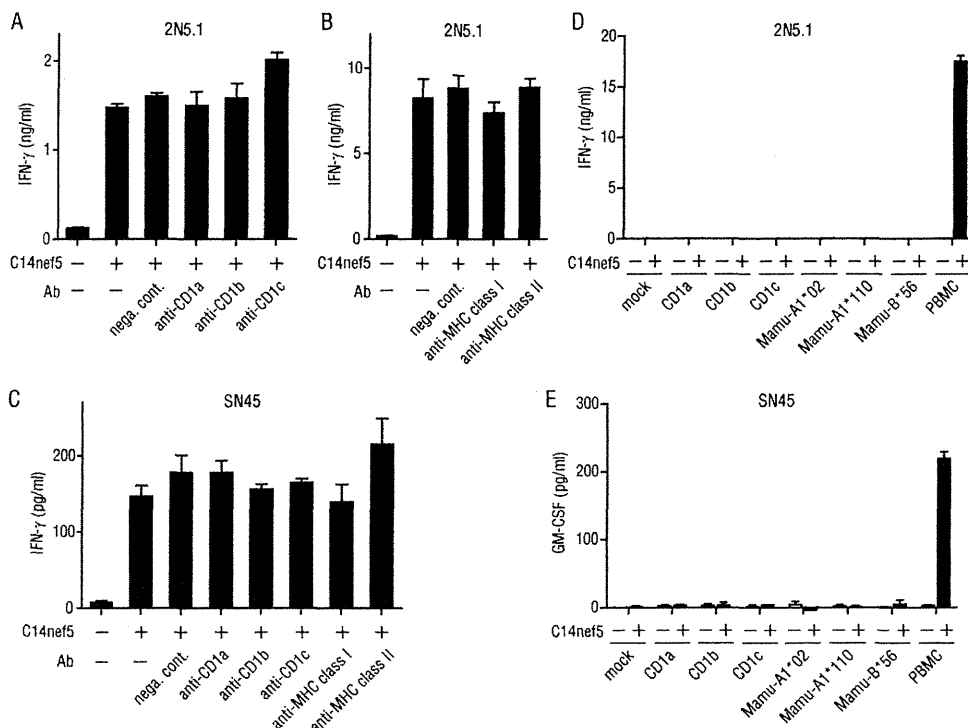 A
2N5.1
IFN-γ (ng/ml)
2
1
0
C14nef5 – + + + + +
Ab – – nega. cont. anti-CD1a anti-CD1b anti-CD1c
B
2N5.1
IFN-γ (ng/ml)
10
5
0
– + + + +
– – nega. cont. anti-MHC class I anti-MHC class II
D
2N5.1
IFN-γ (ng/ml)
20
15
10
5
0
C14nef5 – + – + – + – + – + – + – + – +
mock CD1a CD1b CD1c Mamu-A1*02 Mamu-A1*110 Mamu-B*56 PBMC
C
SN45
IFN-γ (pg/ml)
200
100
0
C14nef5 – + + + + + + +
Ab – – nega. cont. anti-CD1a anti-CD1b anti-CD1c anti-MHC class I anti-MHC class II
E
SN45
GM-CSF (pg/ml)
300
200
100
0
C14nef5 – + – + – + – + – + – + – + – +
mock CD1a CD1b CD1c Mamu-A1*02 Mamu-A1*110 Mamu-B*56 PBMC